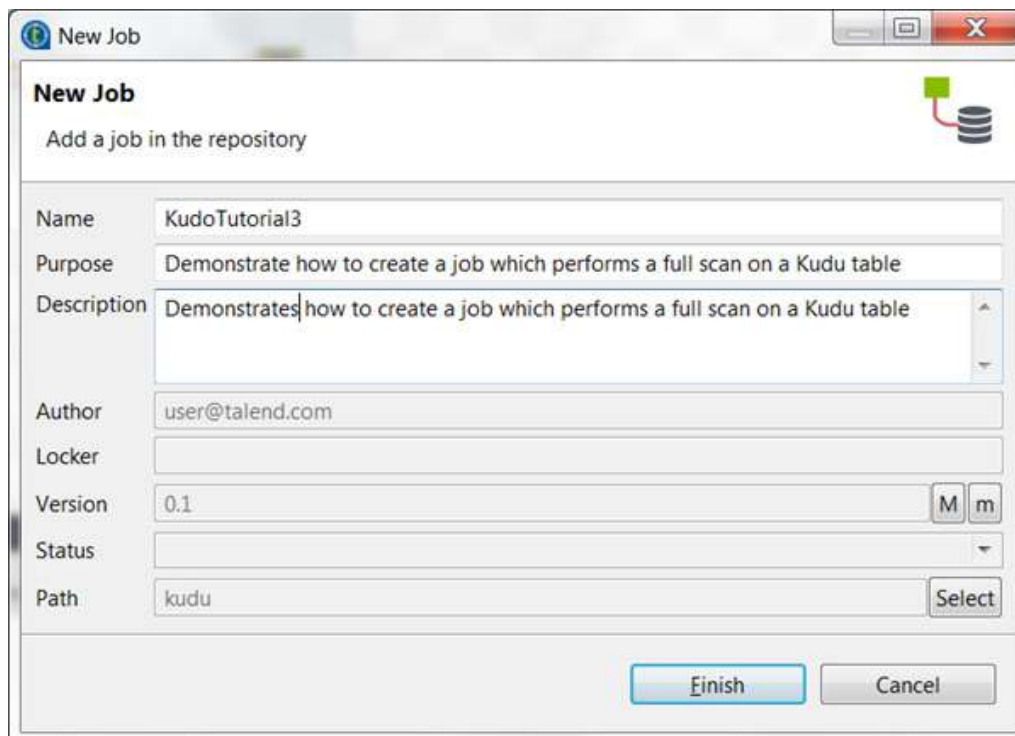 New Job
New Job
Add a job in the repository
Name KudoTutorial3
Purpose Demonstrate how to create a job which performs a full scan on a Kudu table
Description Demonstrates how to create a job which performs a full scan on a Kudu table
Author user@talend.com
Locker
Version 0.1 M m
Status
Path kudu Select
Finish Cancel